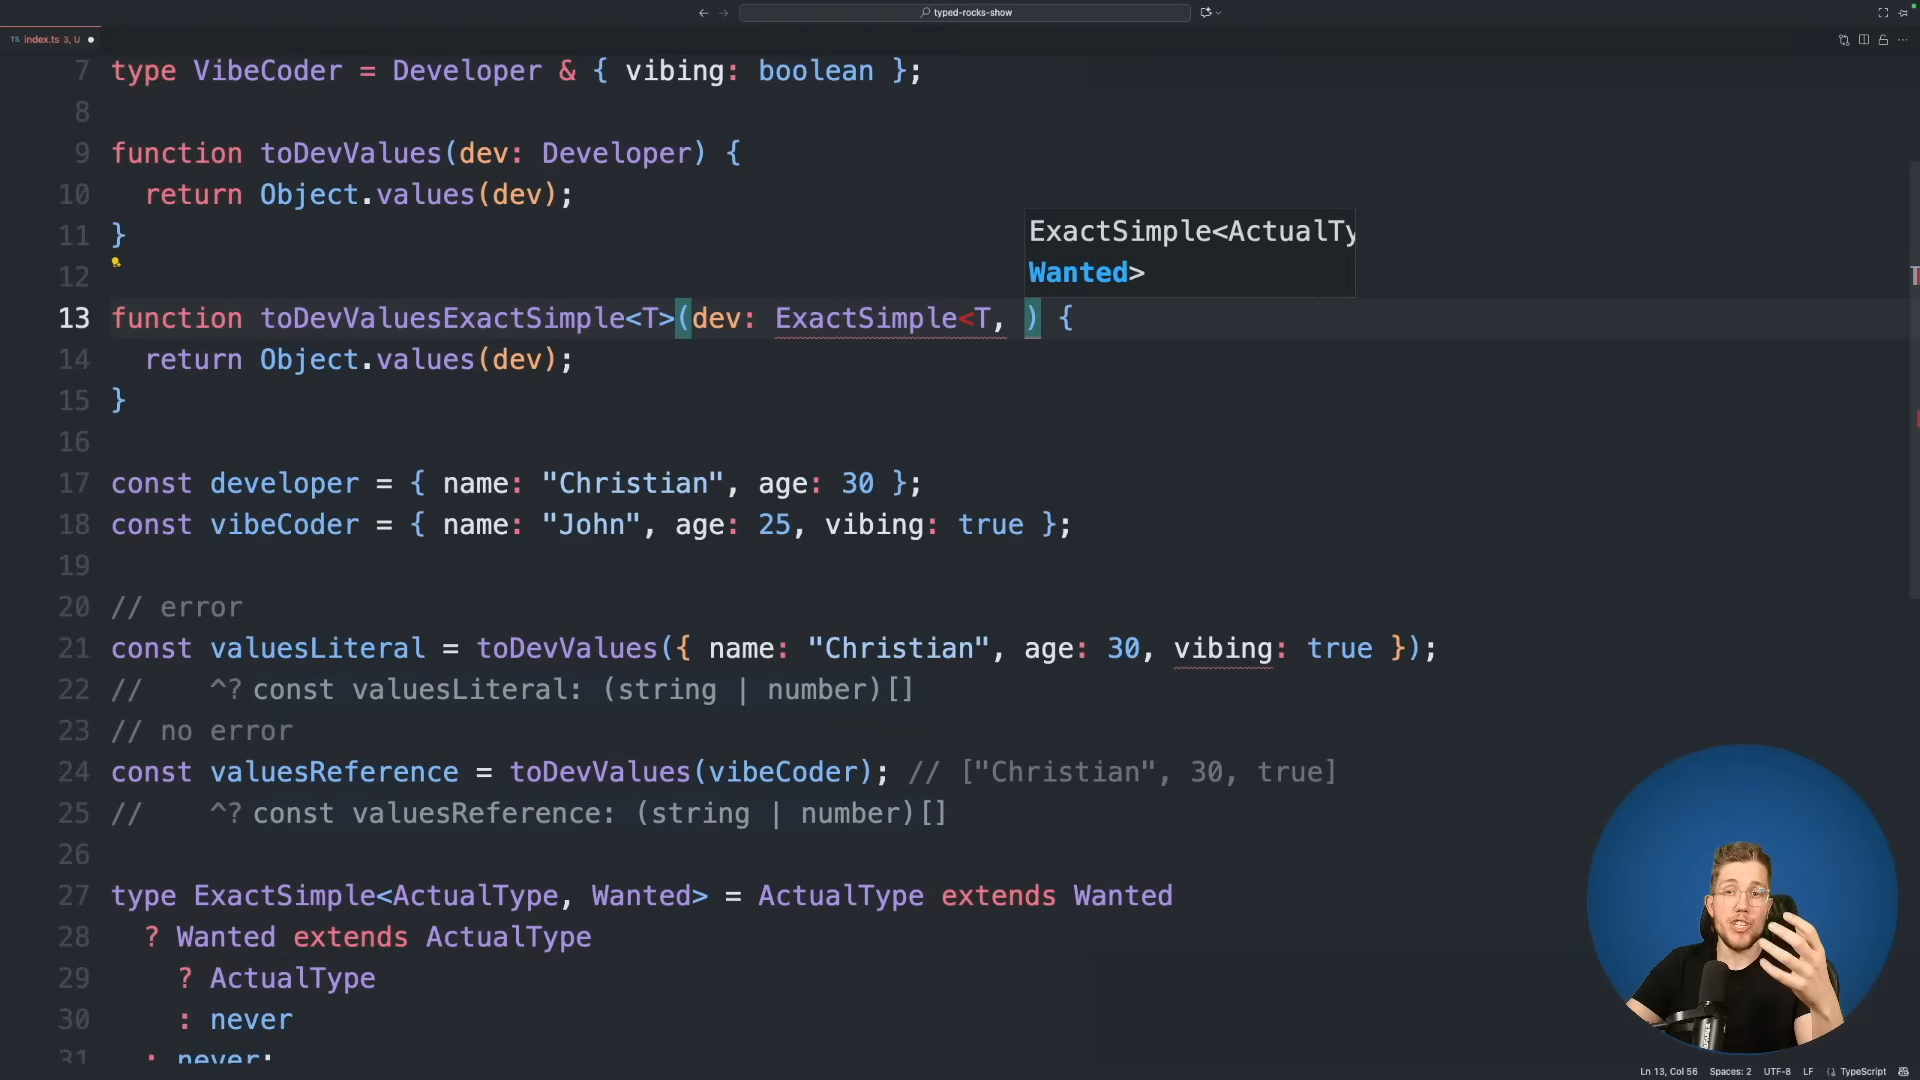 typed-rocks-show
TS index.ts 3, U
7 type VibeCoder = Developer & { vibing: boolean };
8
9 function toDevValues(dev: Developer) {
10 return Object.values(dev);
11 }
ExactSimple<ActualTy
12
Wanted>
13 function toDevValuesExactSimple<T>(dev: ExactSimple<T, ) {
14 return Object.values(dev);
15 }
16
17 const developer = { name: "Christian", age: 30 };
18 const vibeCoder = { name: "John", age: 25, vibing: true };
19
20 // error
21 const valuesLiteral = toDevValues({ name: "Christian", age: 30, vibing: true });
22 // ^? const valuesLiteral: (string | number)[]
23 // no error
24 const valuesReference = toDevValues(vibeCoder); // ["Christian", 30, true]
25 // ^? const valuesReference: (string | number)[]
26
27 type ExactSimple<ActualType, Wanted> = ActualType extends Wanted
28 ? Wanted extends ActualType
29 ? ActualType
30 : never
31 : never;
Ln 13, Col 56 Spaces: 2 UTF-8 LF {} TypeScript